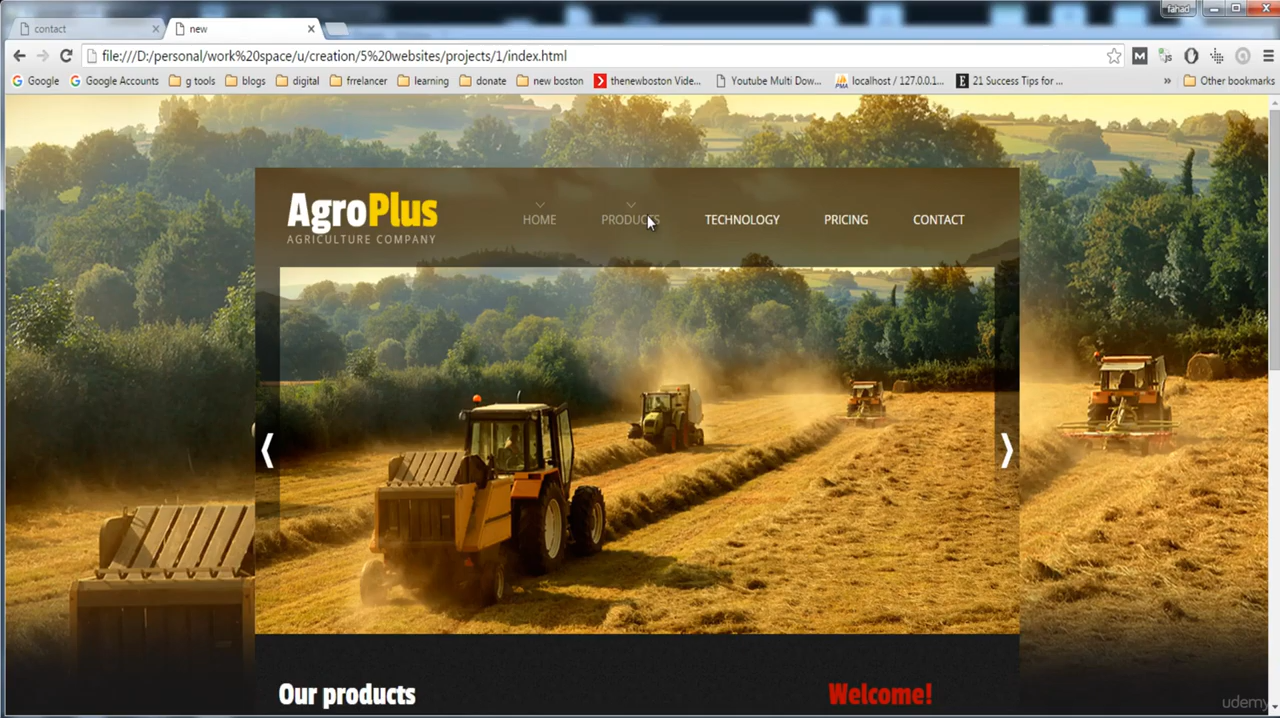 fahad
contact
new
file:///D:/personal/work%20space/u/creation/5%20websites/projects/1/index.html
Google Google Accounts g tools blogs digital frrelancer learning donate new boston thenewboston Vide... Youtube Multi Dow... localhost / 127.0.0.1... 21 Success Tips for ... » Other bookmarks
AgroPlus
AGRICULTURE COMPANY
HOME PRODUCTS TECHNOLOGY PRICING CONTACT
Our products
Welcome!
udemy